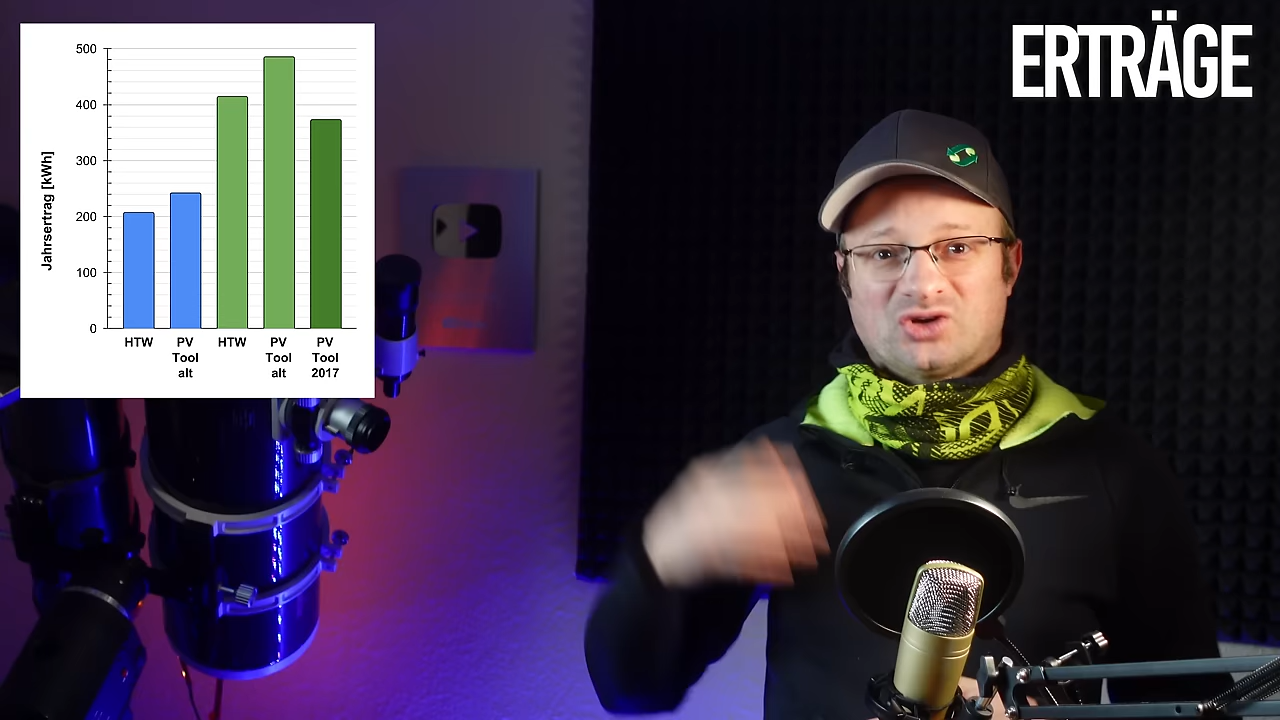 ERTRÄGE
500
400
300
200
100
0
Jahrsertrag [kWh]
HTW
PV
Tool
alt
HTW
PV
Tool
alt
PV
Tool
2017